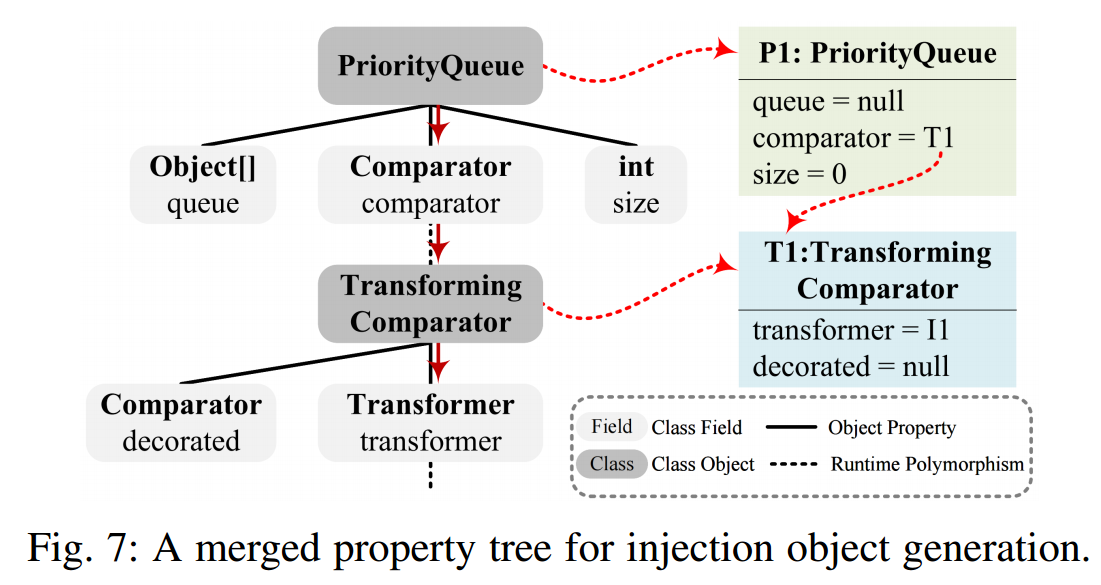 PriorityQueue
P1: PriorityQueue
queue = null
comparator = T1
size = 0
Object[]
queue
Comparator
comparator
int
size
Transforming
Comparator
T1:Transforming
Comparator
transformer = I1
decorated = null
Comparator
decorated
Transformer
transformer
Field Class Field Object Property
Class Class Object Runtime Polymorphism
Fig. 7: A merged property tree for injection object generation.